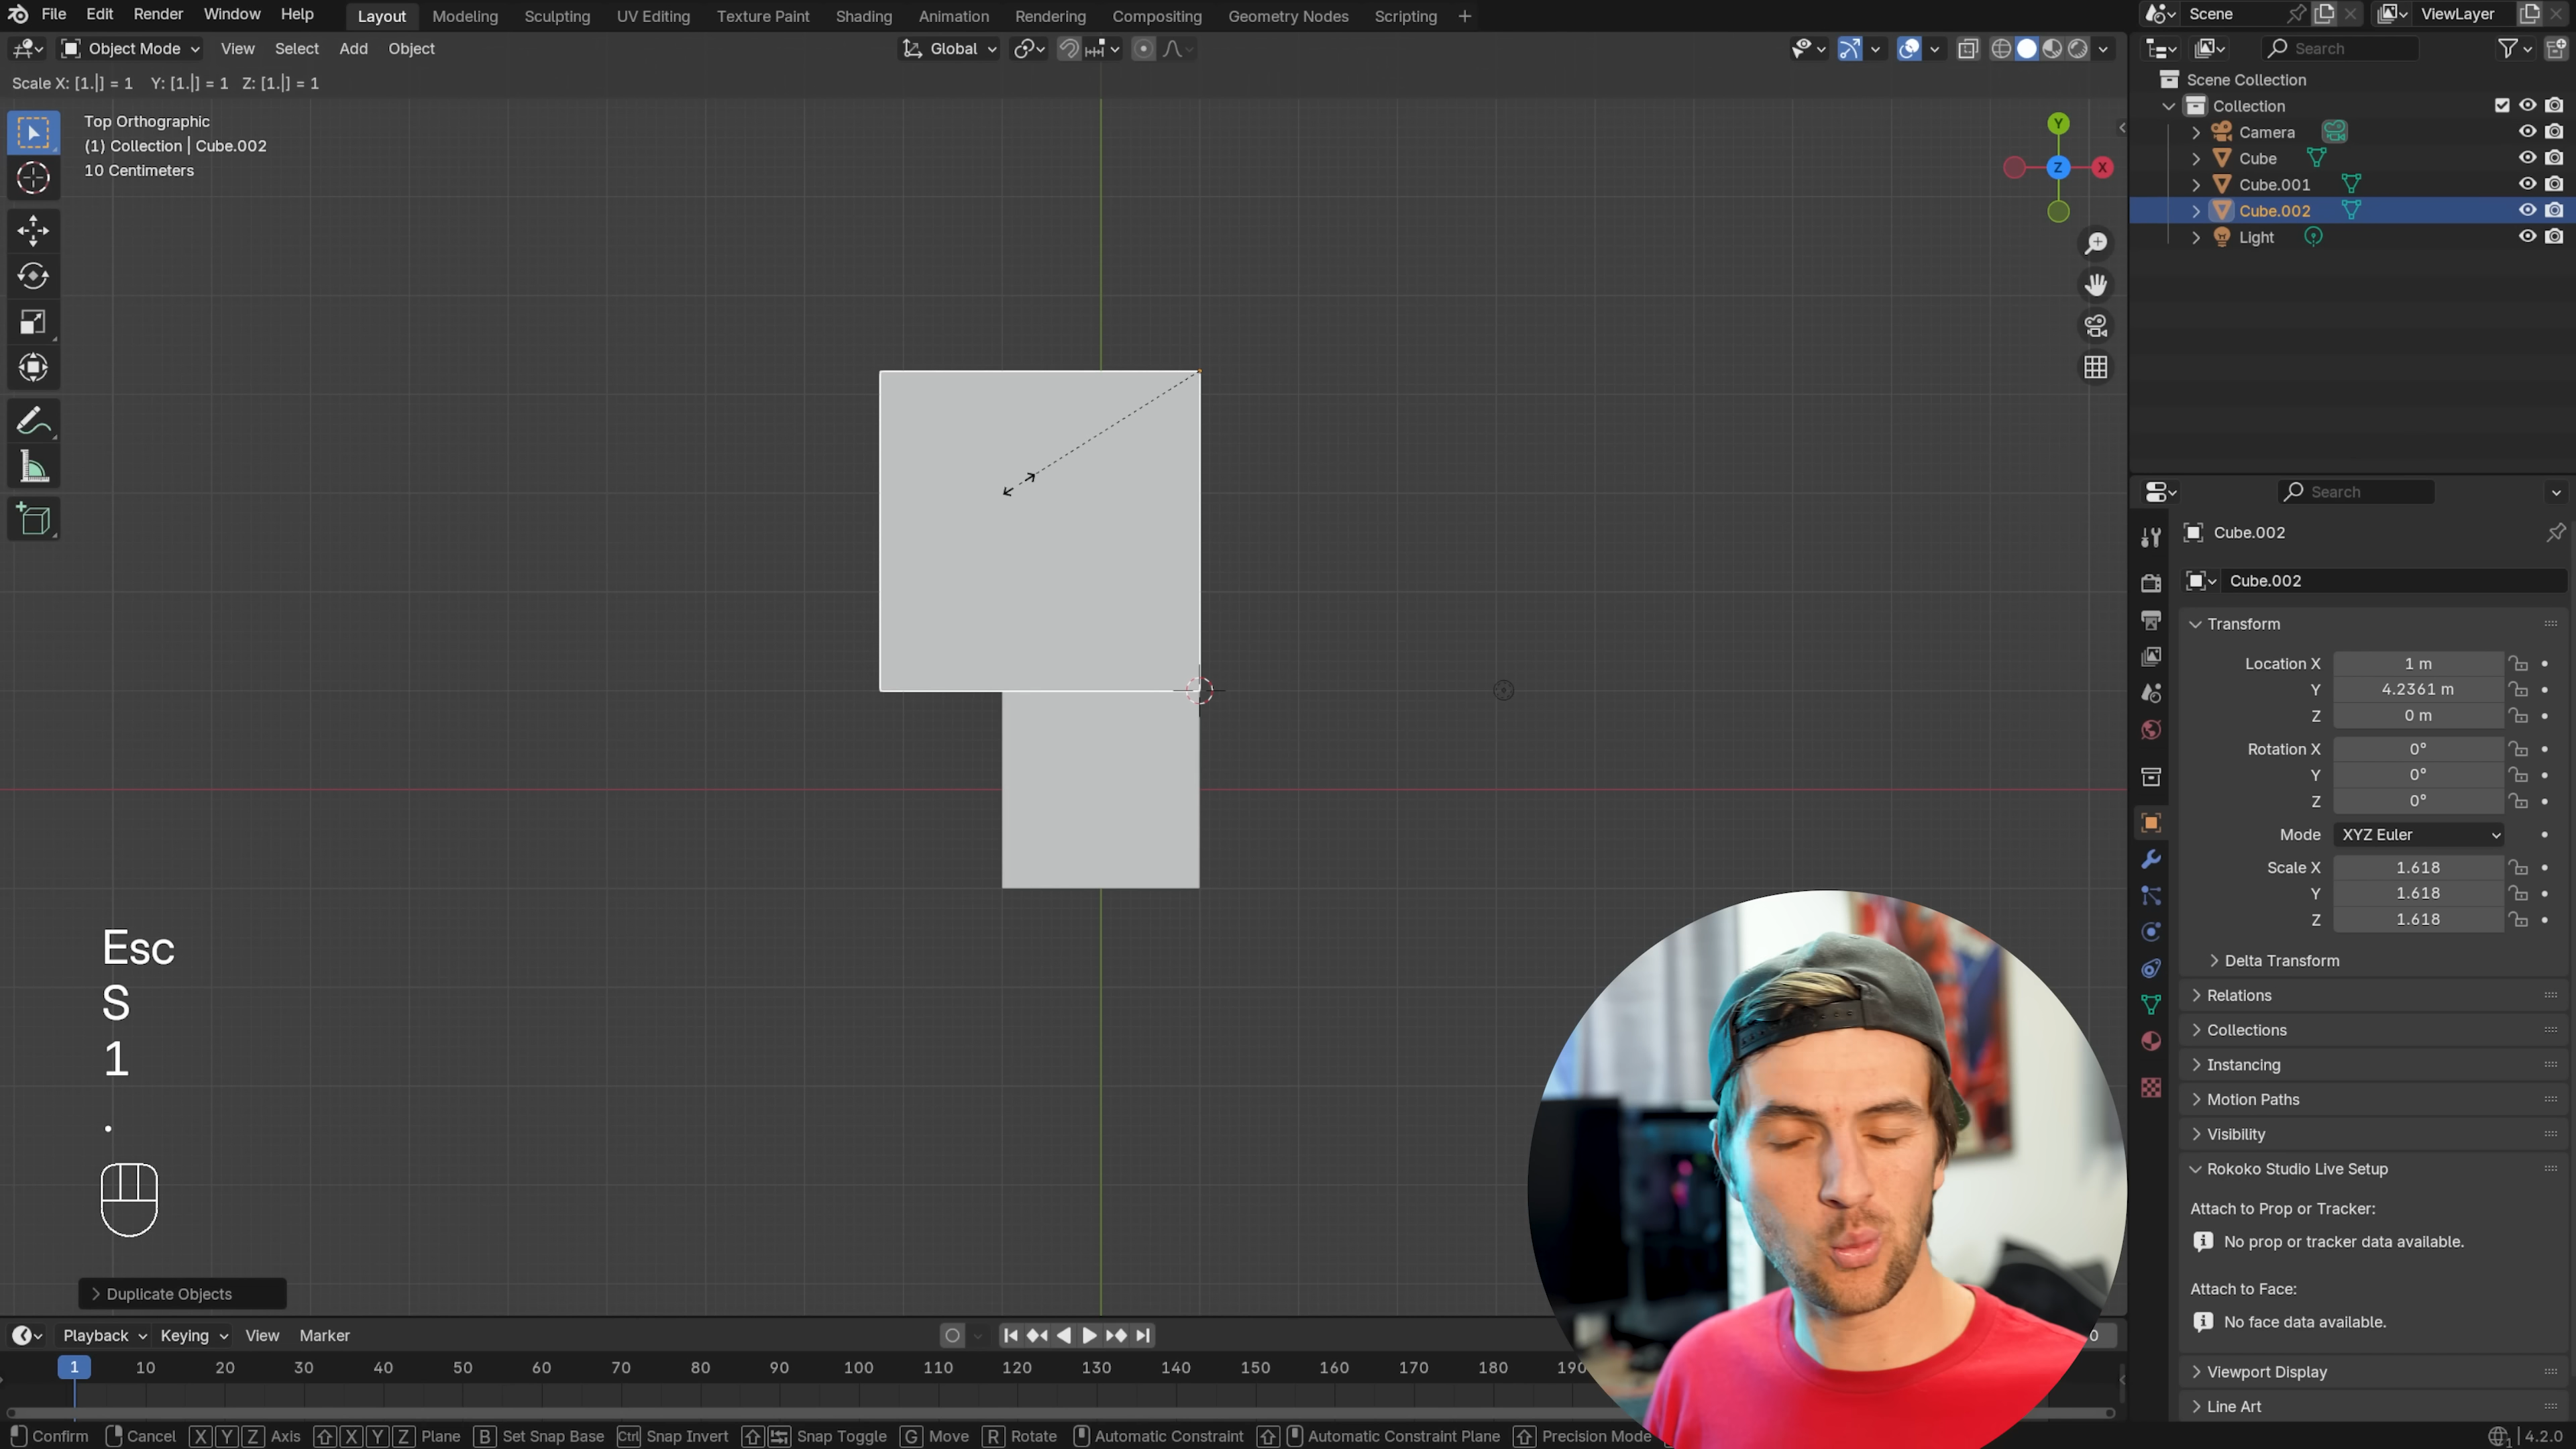 File Edit Render Window Help Layout Modeling Sculpting UV Editing Texture Paint Shading Animation Rendering Compositing Geometry Nodes Scripting + Scene ViewLayer
Object Mode View Select Add Object Global Search
Scale X: [1.|] = 1 Y: [1.|] = 1 Z: [1.|] = 1
Top Orthographic
(1) Collection | Cube.002
10 Centimeters
Y
Z
X
Scene Collection
Collection
Camera
Cube
Cube.001
Cube.002
Light
Search
Cube.002
Cube.002
Transform
Location X 1 m
Y 4.2361 m
Z 0 m
Rotation X 0°
Y 0°
Z 0°
Mode XYZ Euler
Scale X 1.618
Y 1.618
Z 1.618
Delta Transform
Relations
Collections
Instancing
Motion Paths
Visibility
Rokoko Studio Live Setup
Attach to Prop or Tracker:
No prop or tracker data available.
Attach to Face:
No face data available.
Viewport Display
Line Art
Esc
S
1
.
Duplicate Objects
Playback Keying View Marker 0
1 10 20 30 40 50 60 70 80 90 100 110 120 130 140 150 160 170 180 190
Confirm Cancel X Y Z Axis X Y Z Plane B Set Snap Base Ctrl Snap Invert Snap Toggle G Move R Rotate Automatic Constraint Automatic Constraint Plane Precision Mode 4.2.0